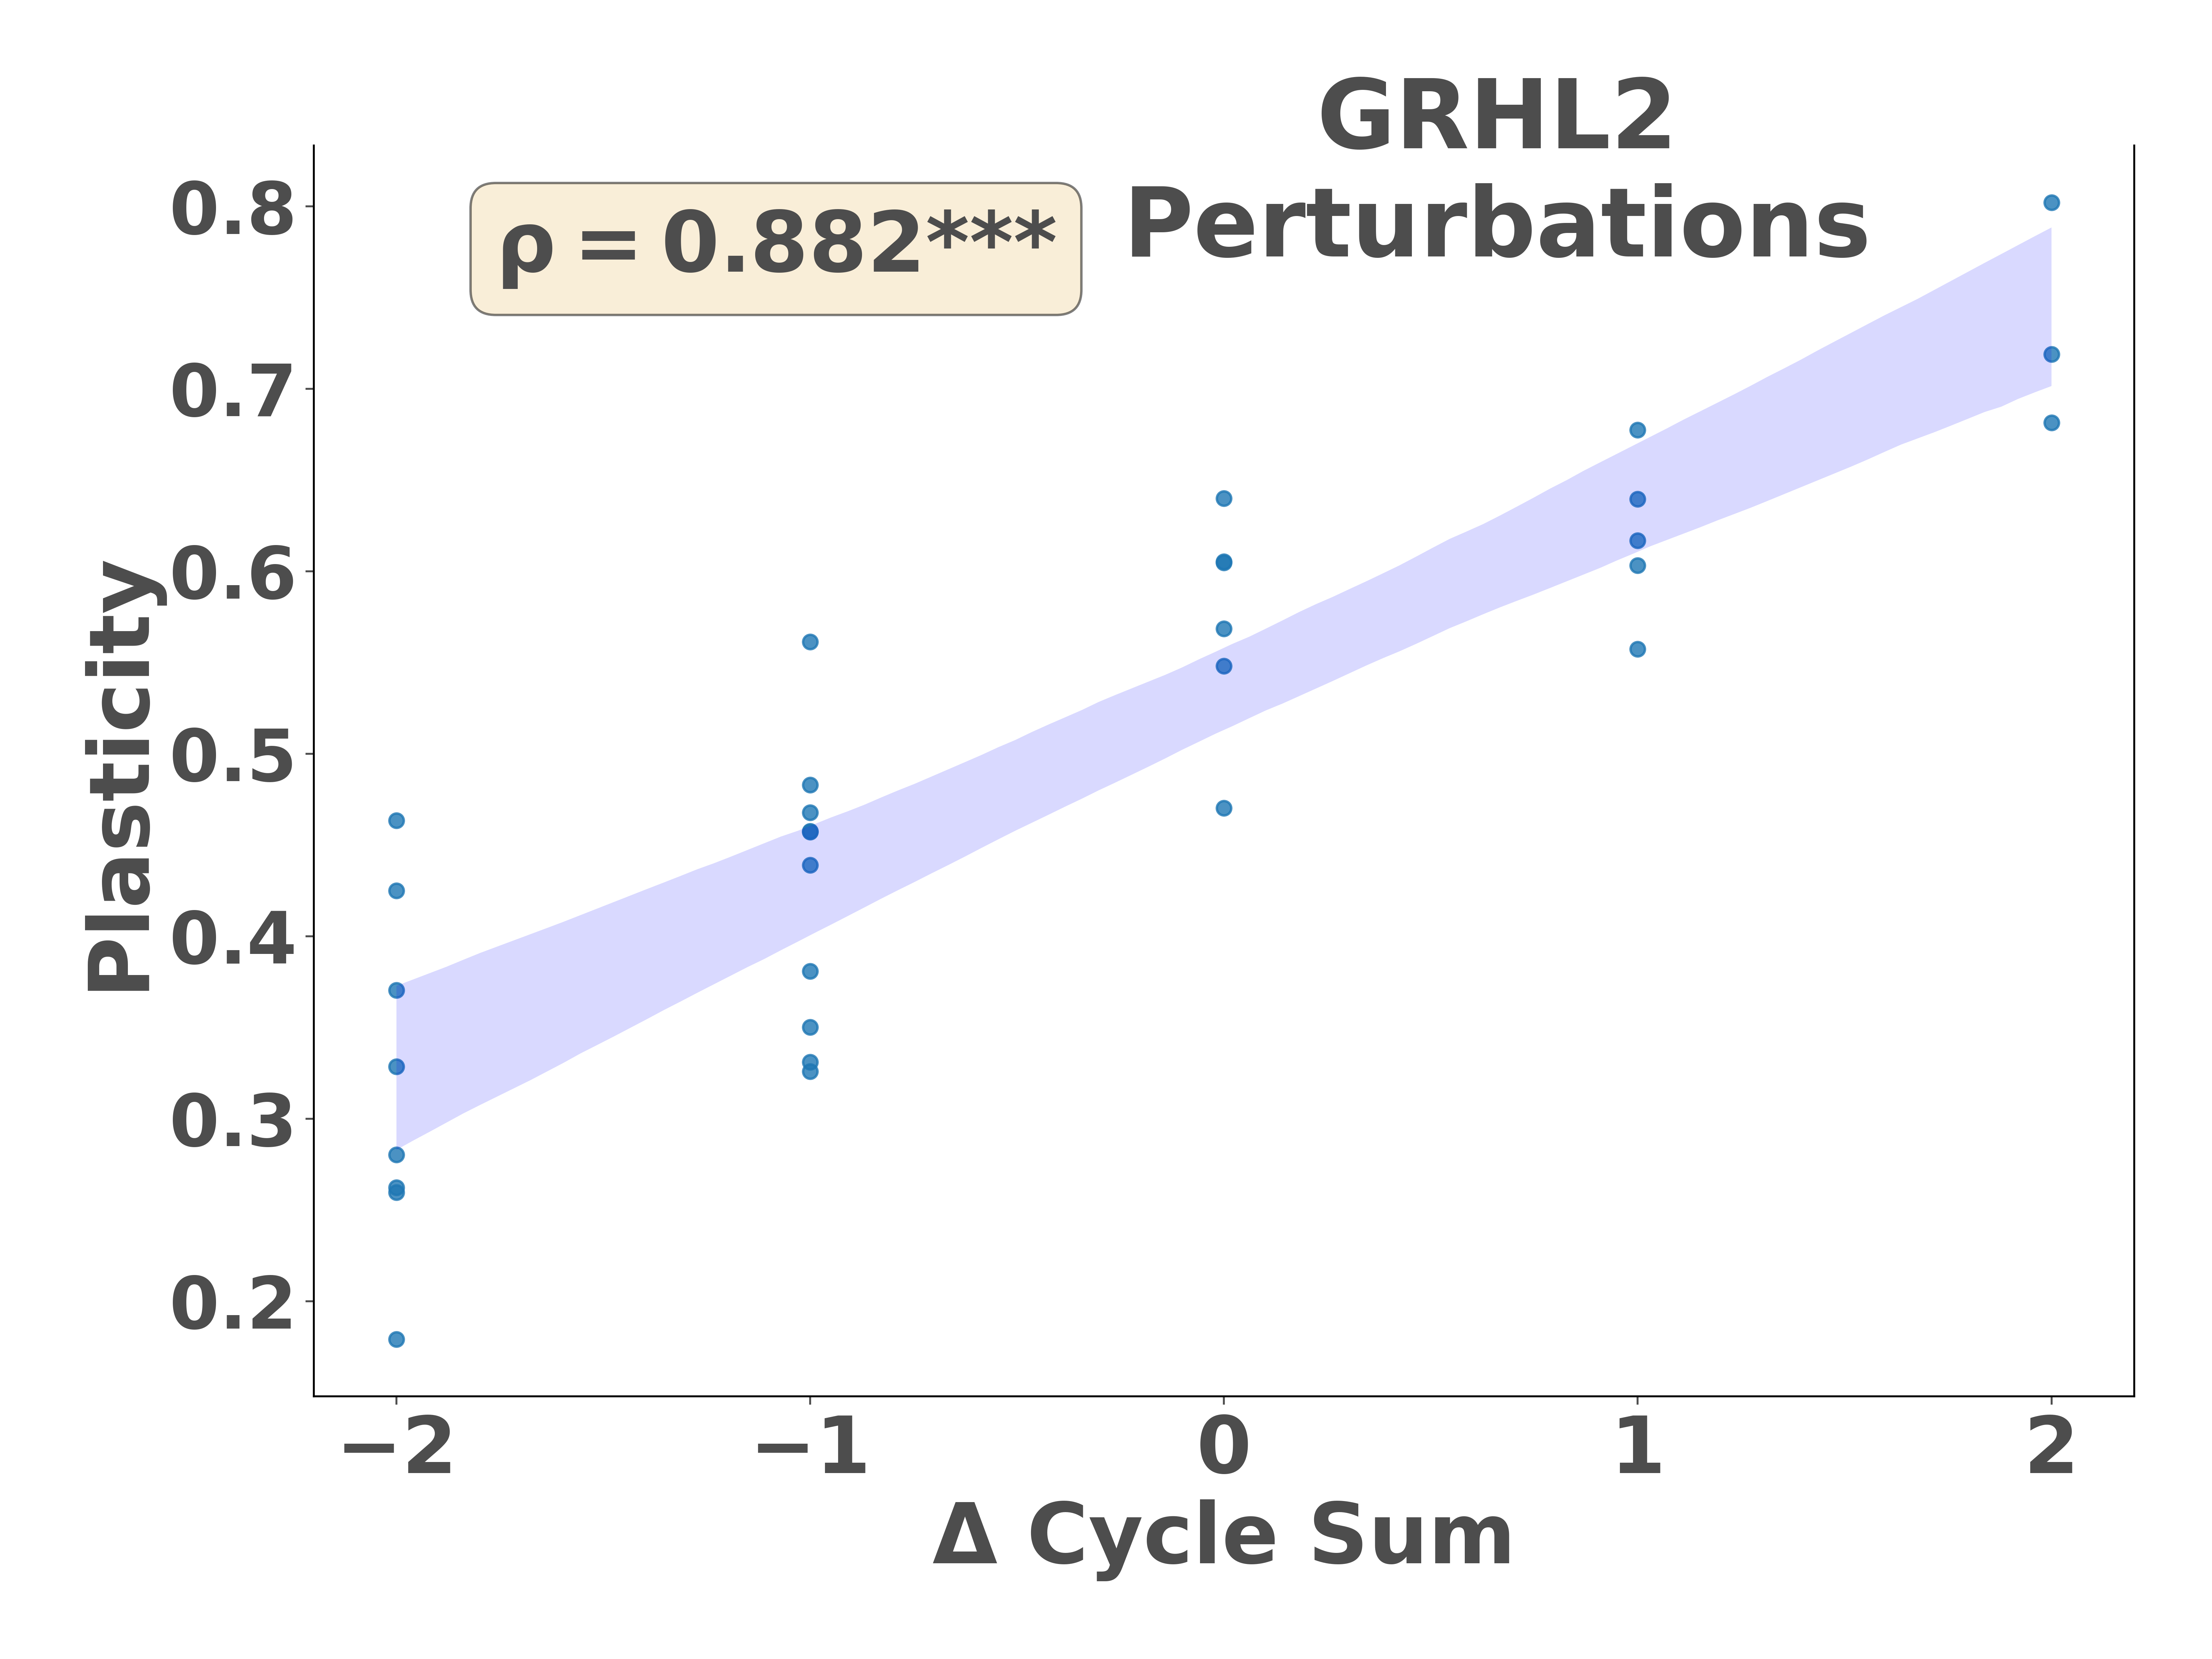 GRHL2
Perturbations
ρ = 0.882***
Plasticity
0.8
0.7
0.6
0.5
0.4
0.3
0.2
−2 −1 0 1 2
Δ Cycle Sum